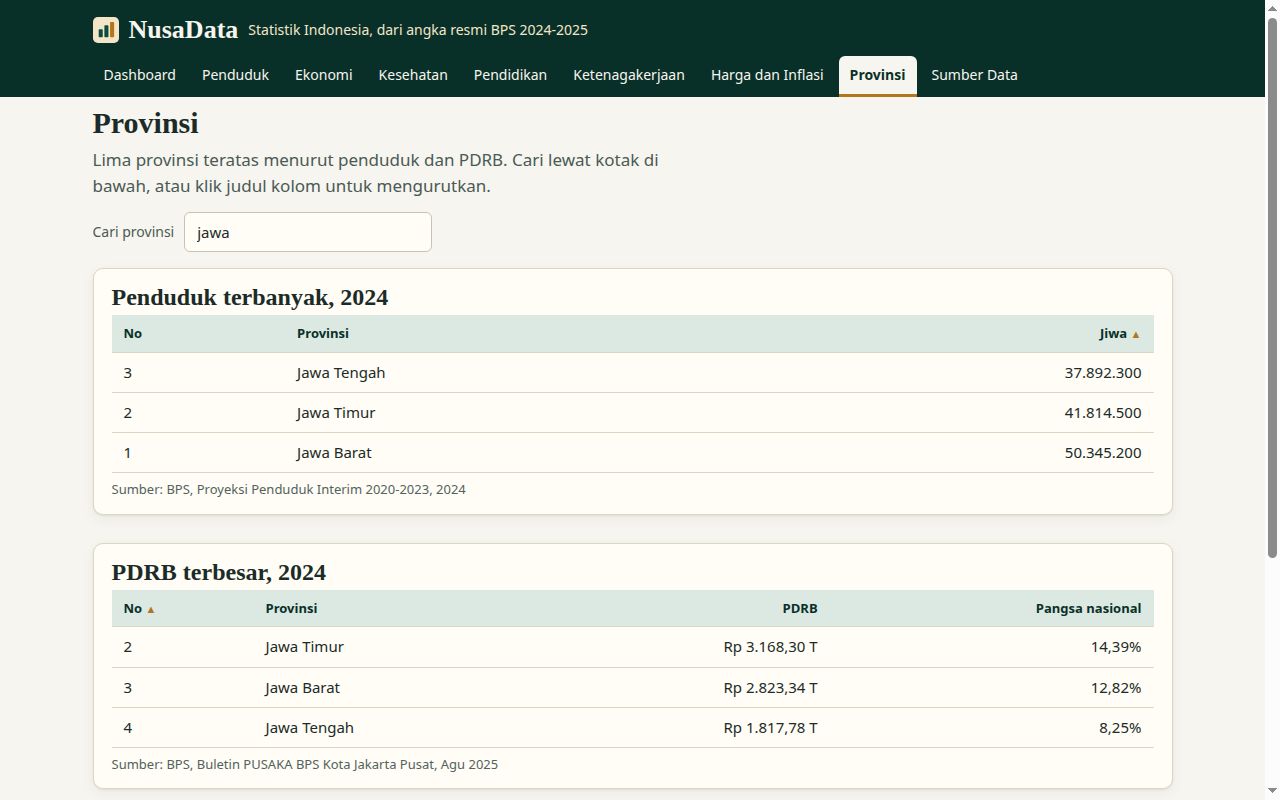 NusaData Statistik Indonesia, dari angka resmi BPS 2024-2025
Dashboard Penduduk Ekonomi Kesehatan Pendidikan Ketenagakerjaan Harga dan Inflasi Provinsi Sumber Data
Provinsi
Lima provinsi teratas menurut penduduk dan PDRB. Cari lewat kotak di
bawah, atau klik judul kolom untuk mengurutkan.
Cari provinsi jawa
Penduduk terbanyak, 2024
No Provinsi Jiwa ▲
3 Jawa Tengah 37.892.300
2 Jawa Timur 41.814.500
1 Jawa Barat 50.345.200
Sumber: BPS, Proyeksi Penduduk Interim 2020-2023, 2024
PDRB terbesar, 2024
No ▲ Provinsi PDRB Pangsa nasional
2 Jawa Timur Rp 3.168,30 T 14,39%
3 Jawa Barat Rp 2.823,34 T 12,82%
4 Jawa Tengah Rp 1.817,78 T 8,25%
Sumber: BPS, Buletin PUSAKA BPS Kota Jakarta Pusat, Agu 2025